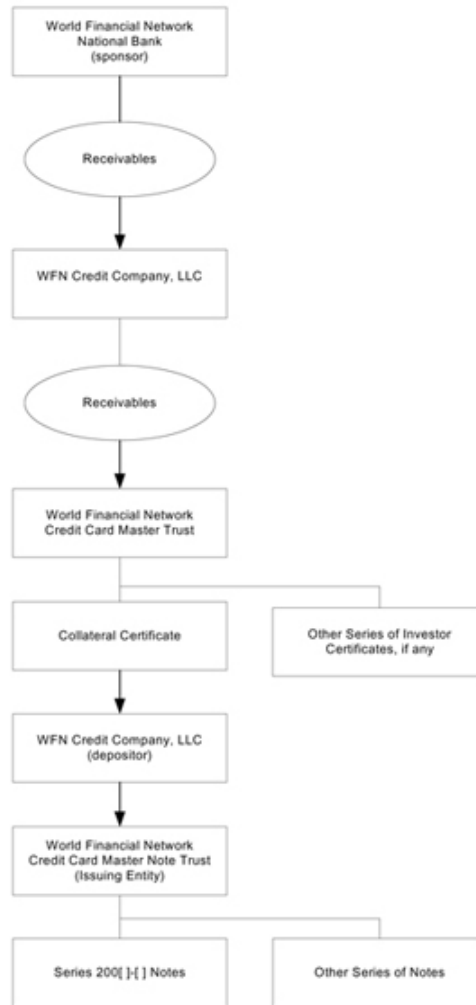 World Financial Network
National Bank
(sponsor)
Receivables
WFN Credit Company, LLC
Receivables
World Financial Network
Credit Card Master Trust
Collateral Certificate
Other Series of Investor
Certificates, if any
WFN Credit Company, LLC
(depositor)
World Financial Network
Credit Card Master Note Trust
(Issuing Entity)
Series 200[ ]-[ ] Notes
Other Series of Notes